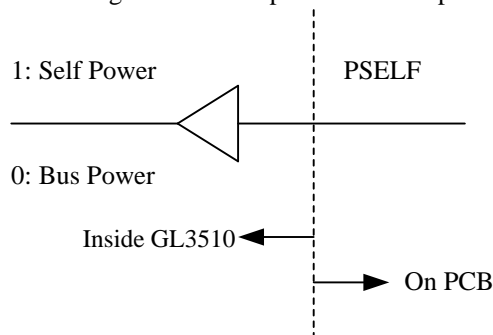 1: Self Power
PSELF
0: Bus Power
Inside GL3510
On PCB